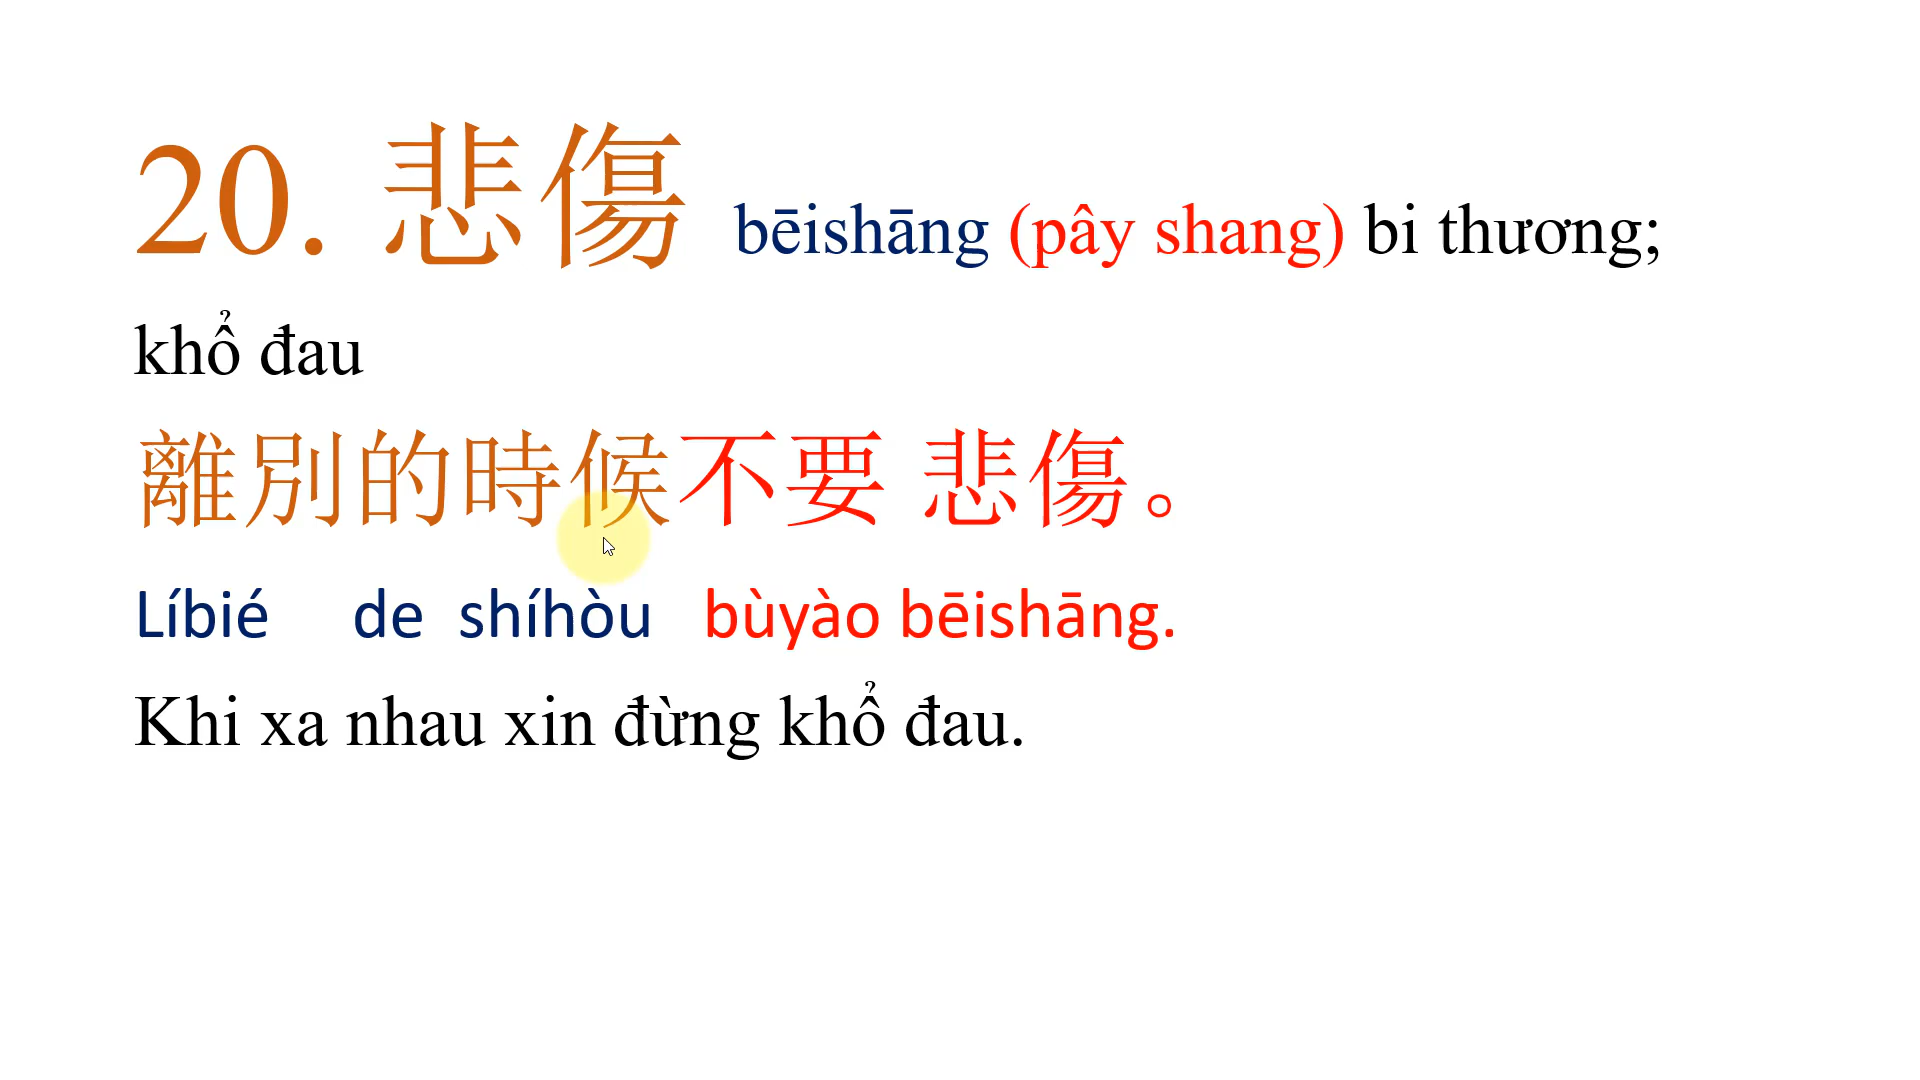 20. 悲傷 bēishāng (pây shang) bi thương;
khổ đau
離別的時候不要 悲傷。
Líbié de shíhòu bùyào bēishāng.
Khi xa nhau xin đừng khổ đau.